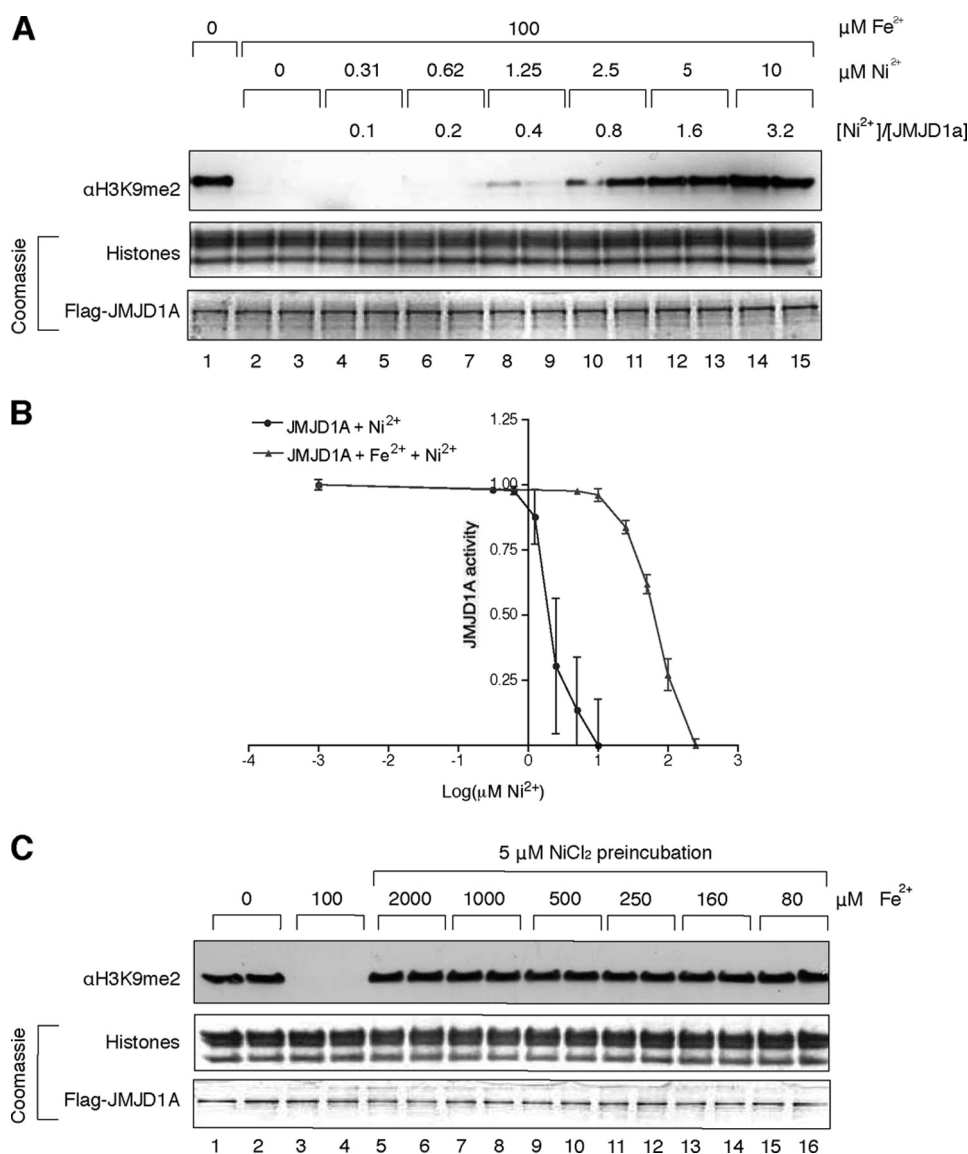 A
0 100 μM Fe²⁺
0 0.31 0.62 1.25 2.5 5 10 μM Ni²⁺
0.1 0.2 0.4 0.8 1.6 3.2 [Ni²⁺]/[JMJD1a]
αH3K9me2
Coomassie
Histones
Flag-JMJD1A
1 2 3 4 5 6 7 8 9 10 11 12 13 14 15
B
JMJD1A + Ni²⁺
JMJD1A + Fe²⁺ + Ni²⁺
1.25
1.00
0.75
0.50
0.25
JMJD1A activity
-4 -3 -2 -1 0 1 2 3
Log(μM Ni²⁺)
C
5 μM NiCl₂ preincubation
0 100 2000 1000 500 250 160 80 μM Fe²⁺
αH3K9me2
Coomassie
Histones
Flag-JMJD1A
1 2 3 4 5 6 7 8 9 10 11 12 13 14 15 16